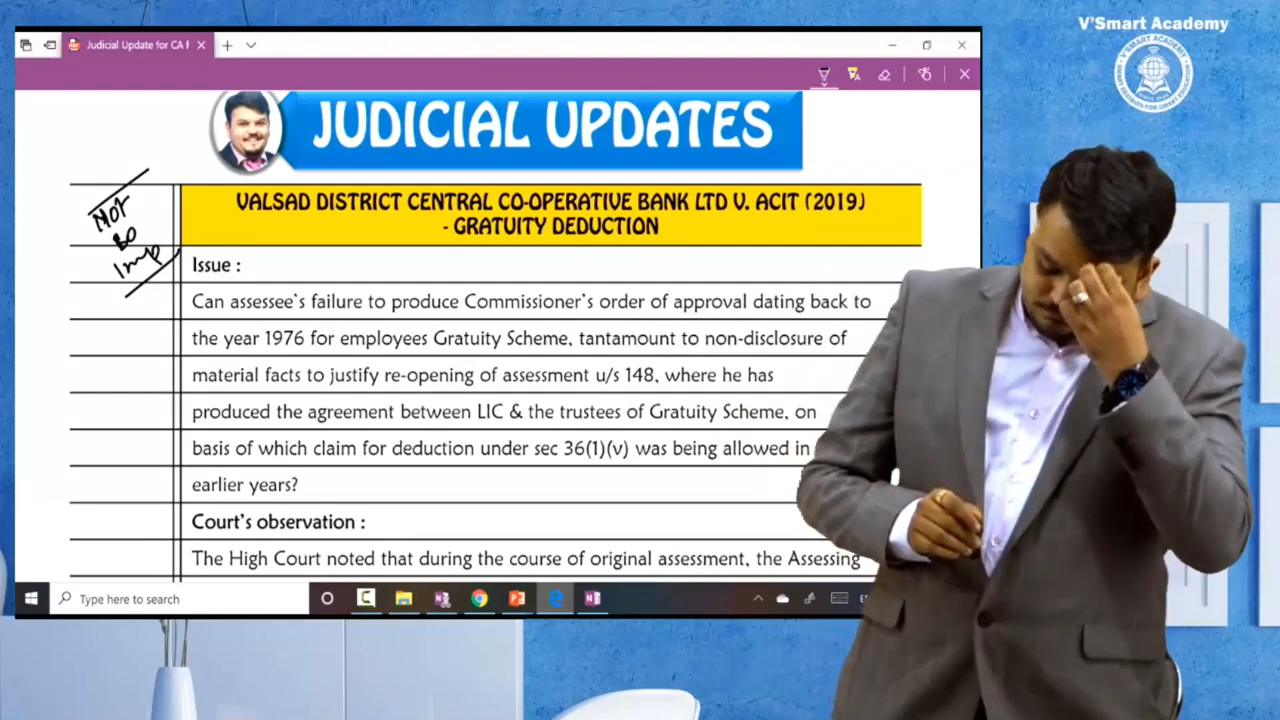 V'Smart Academy
Judicial Update for CA F
JUDICIAL UPDATES
Not
so
Imp
VALSAD DISTRICT CENTRAL CO-OPERATIVE BANK LTD V. ACIT (2019)
- GRATUITY DEDUCTION
Issue :
Can assessee's failure to produce Commissioner's order of approval dating back to
the year 1976 for employees Gratuity Scheme, tantamount to non-disclosure of
material facts to justify re-opening of assessment u/s 148, where he has
produced the agreement between LIC & the trustees of Gratuity Scheme, on
basis of which claim for deduction under sec 36(1)(v) was being allowed in
earlier years?
Court's observation :
The High Court noted that during the course of original assessment, the Assessing
Type here to search